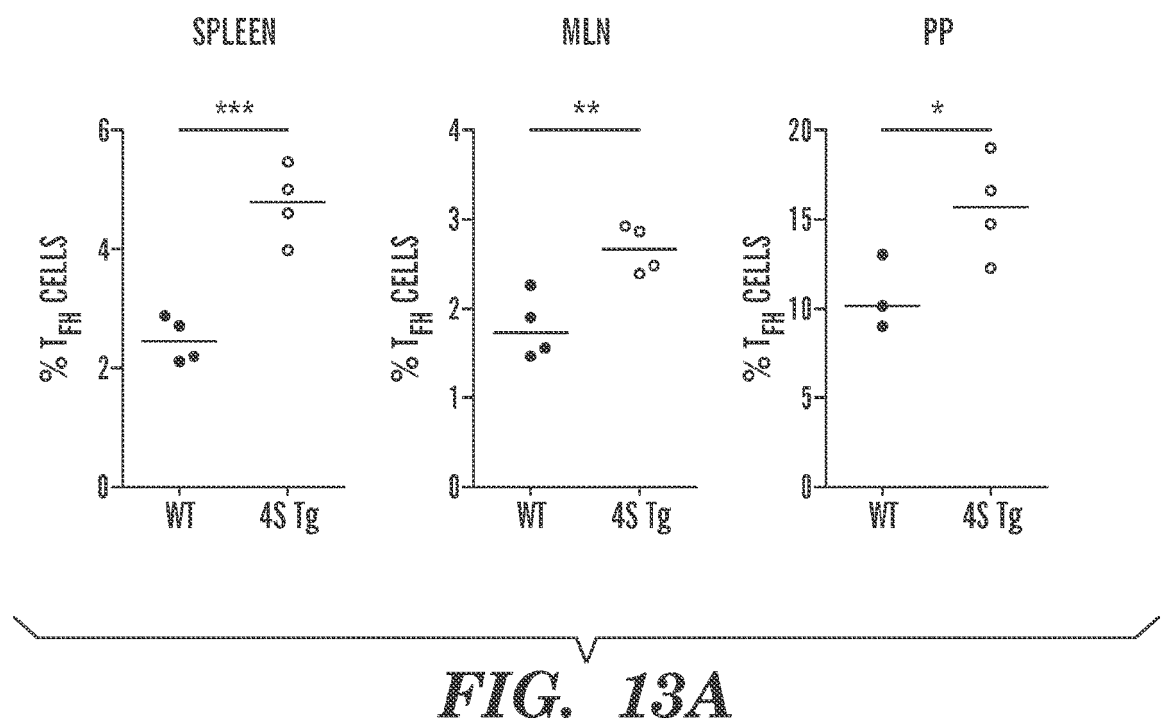 SPLEEN
***
6
4
2
0
% TFH CELLS
WT
4S Tg
MLN
**
4
3
2
1
0
% TFH CELLS
WT
4S Tg
PP
*
20
15
10
5
0
% TFH CELLS
WT
4S Tg
FIG. 13A